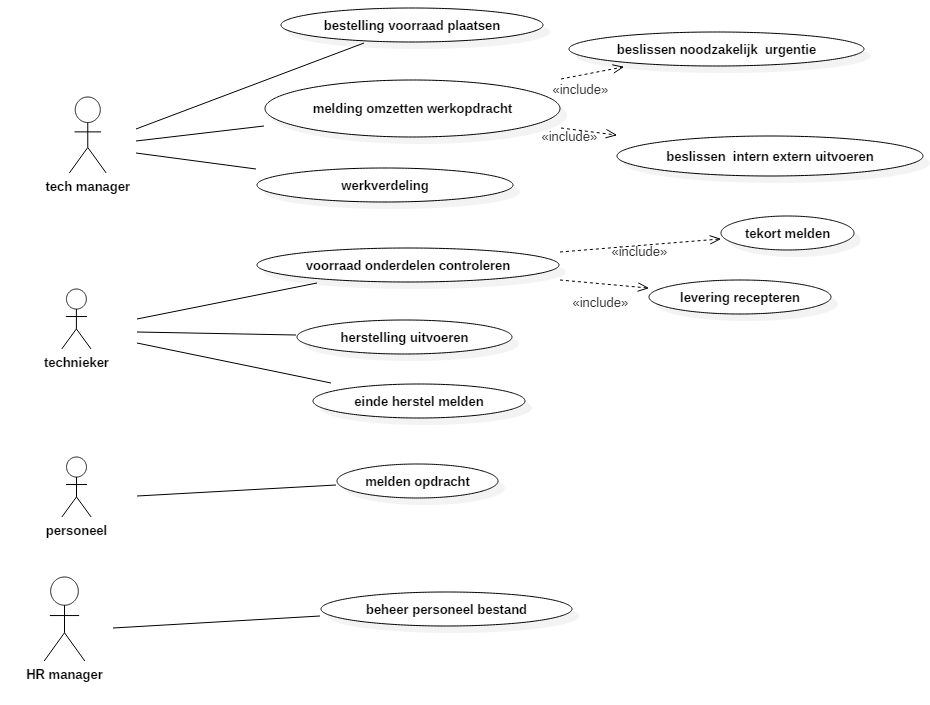 bestelling voorraad plaatsen
beslissen noodzakelijk  urgentie
«include»
melding omzetten werkopdracht
«include»
beslissen  intern extern uitvoeren
tech manager
werkverdeling
tekort melden
«include»
voorraad onderdelen controleren
levering recepteren
«include»
herstelling uitvoeren
technieker
einde herstel melden
melden opdracht
personeel
beheer personeel bestand
HR manager